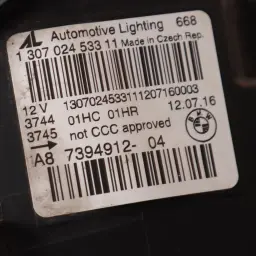 AL Automotive Lighting 668
1 307 024 533 11 Made in Czech Rep.
12 V 1307024533111207160003
3744 01HC 01HR 12.07.16
3745 not CCC approved
A8 7394912- 04